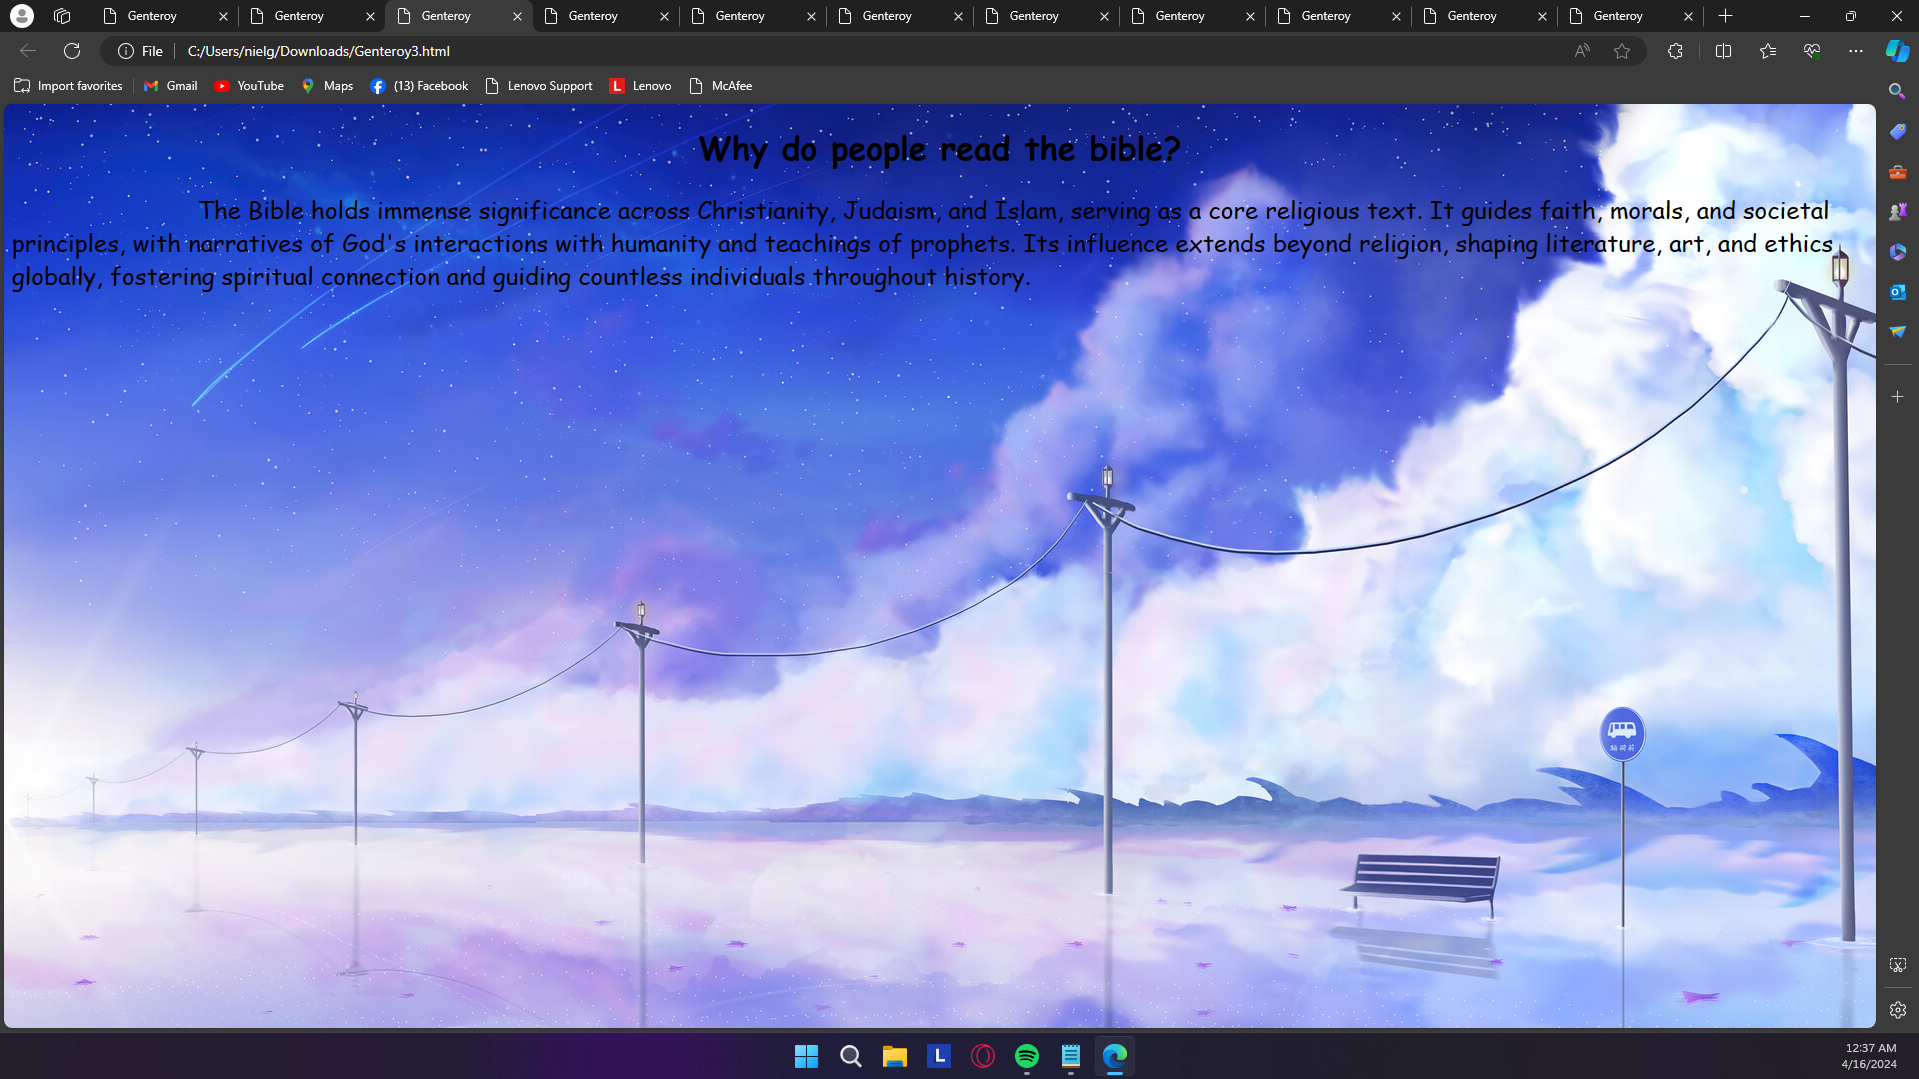 Genteroy Genteroy Genteroy Genteroy Genteroy Genteroy Genteroy Genteroy Genteroy Genteroy Genteroy
File C:/Users/nielg/Downloads/Genteroy3.html
Import favorites Gmail YouTube Maps (13) Facebook Lenovo Support L Lenovo McAfee
Why do people read the bible?
The Bible holds immense significance across Christianity, Judaism, and Islam, serving as a core religious text. It guides faith, morals, and societal
principles, with narratives of God's interactions with humanity and teachings of prophets. Its influence extends beyond religion, shaping literature, art, and ethics
globally, fostering spiritual connection and guiding countless individuals throughout history.
L
12:37 AM
4/16/2024